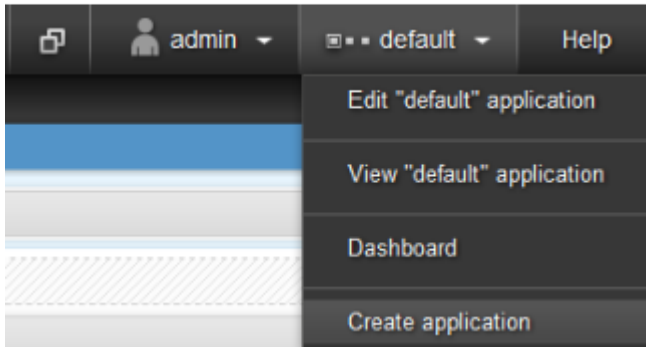 admin default Help
Edit "default" application
View "default" application
Dashboard
Create application